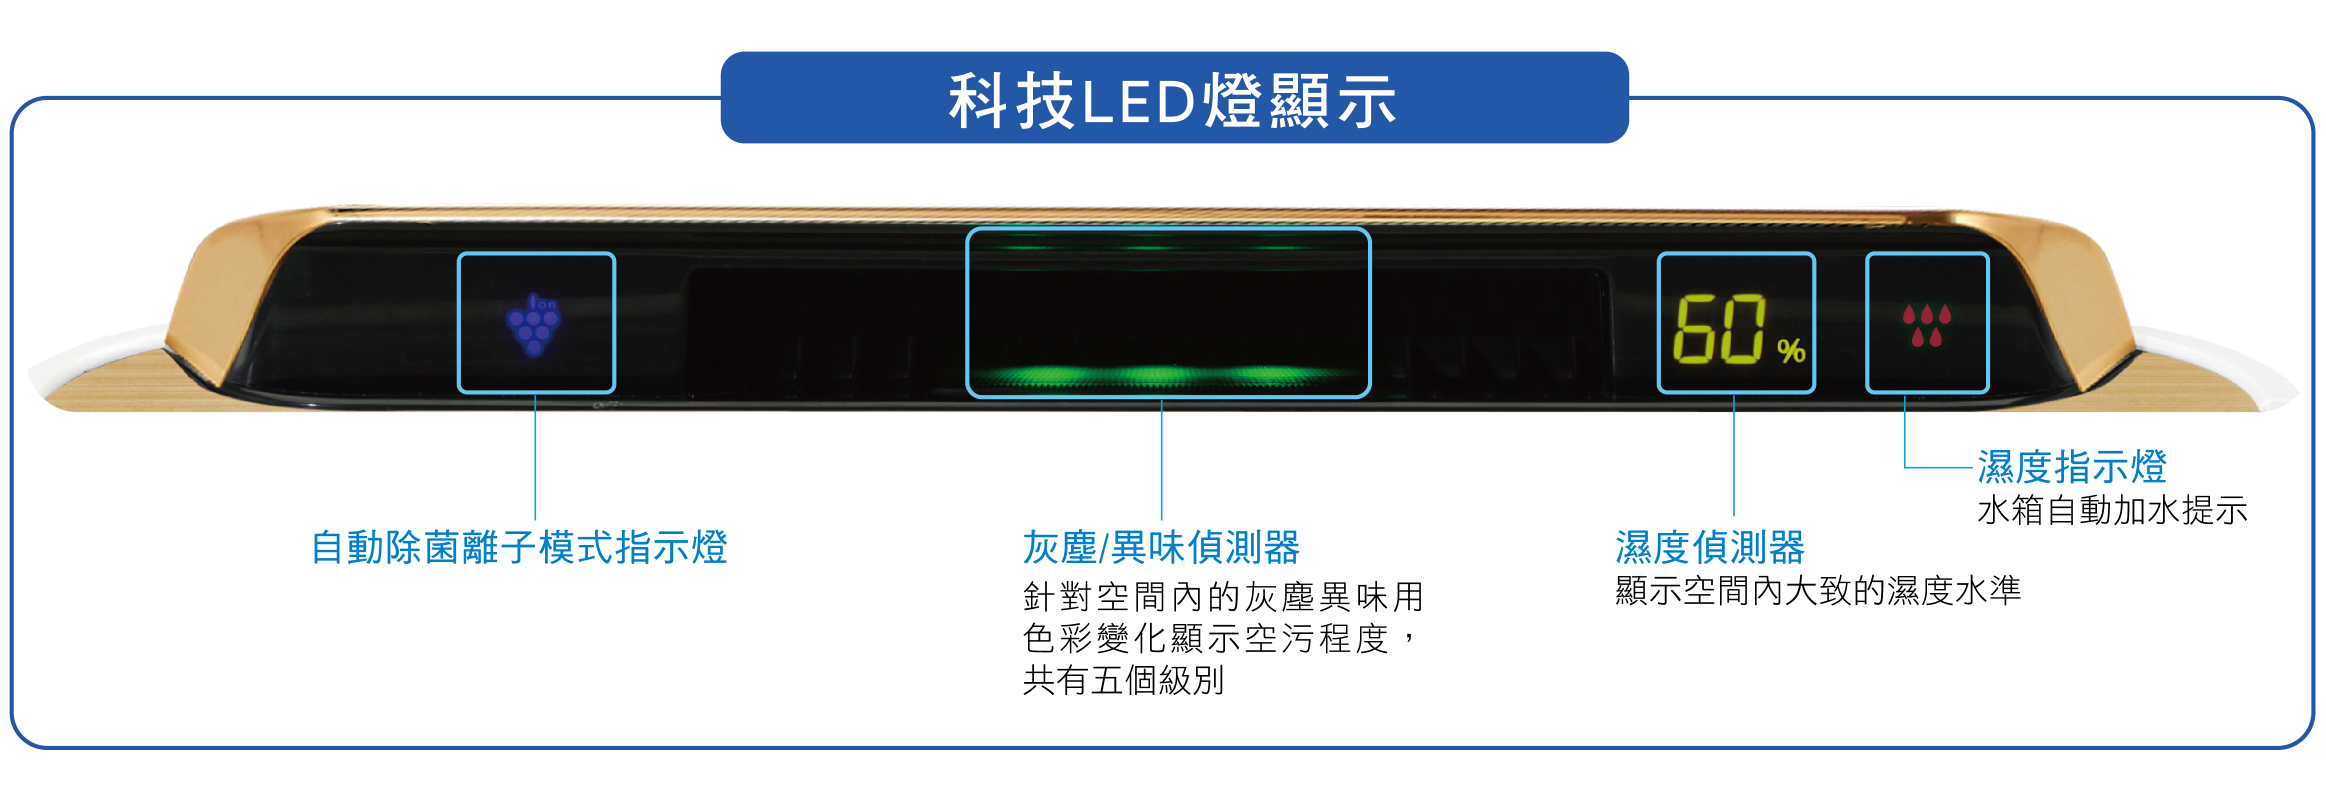 科技LED燈顯示
ion
60%
濕度指示燈
水箱自動加水提示
自動除菌離子模式指示燈
灰塵/異味偵測器
針對空間內的灰塵異味用
色彩變化顯示空污程度，
共有五個級別
濕度偵測器
顯示空間內大致的濕度水準